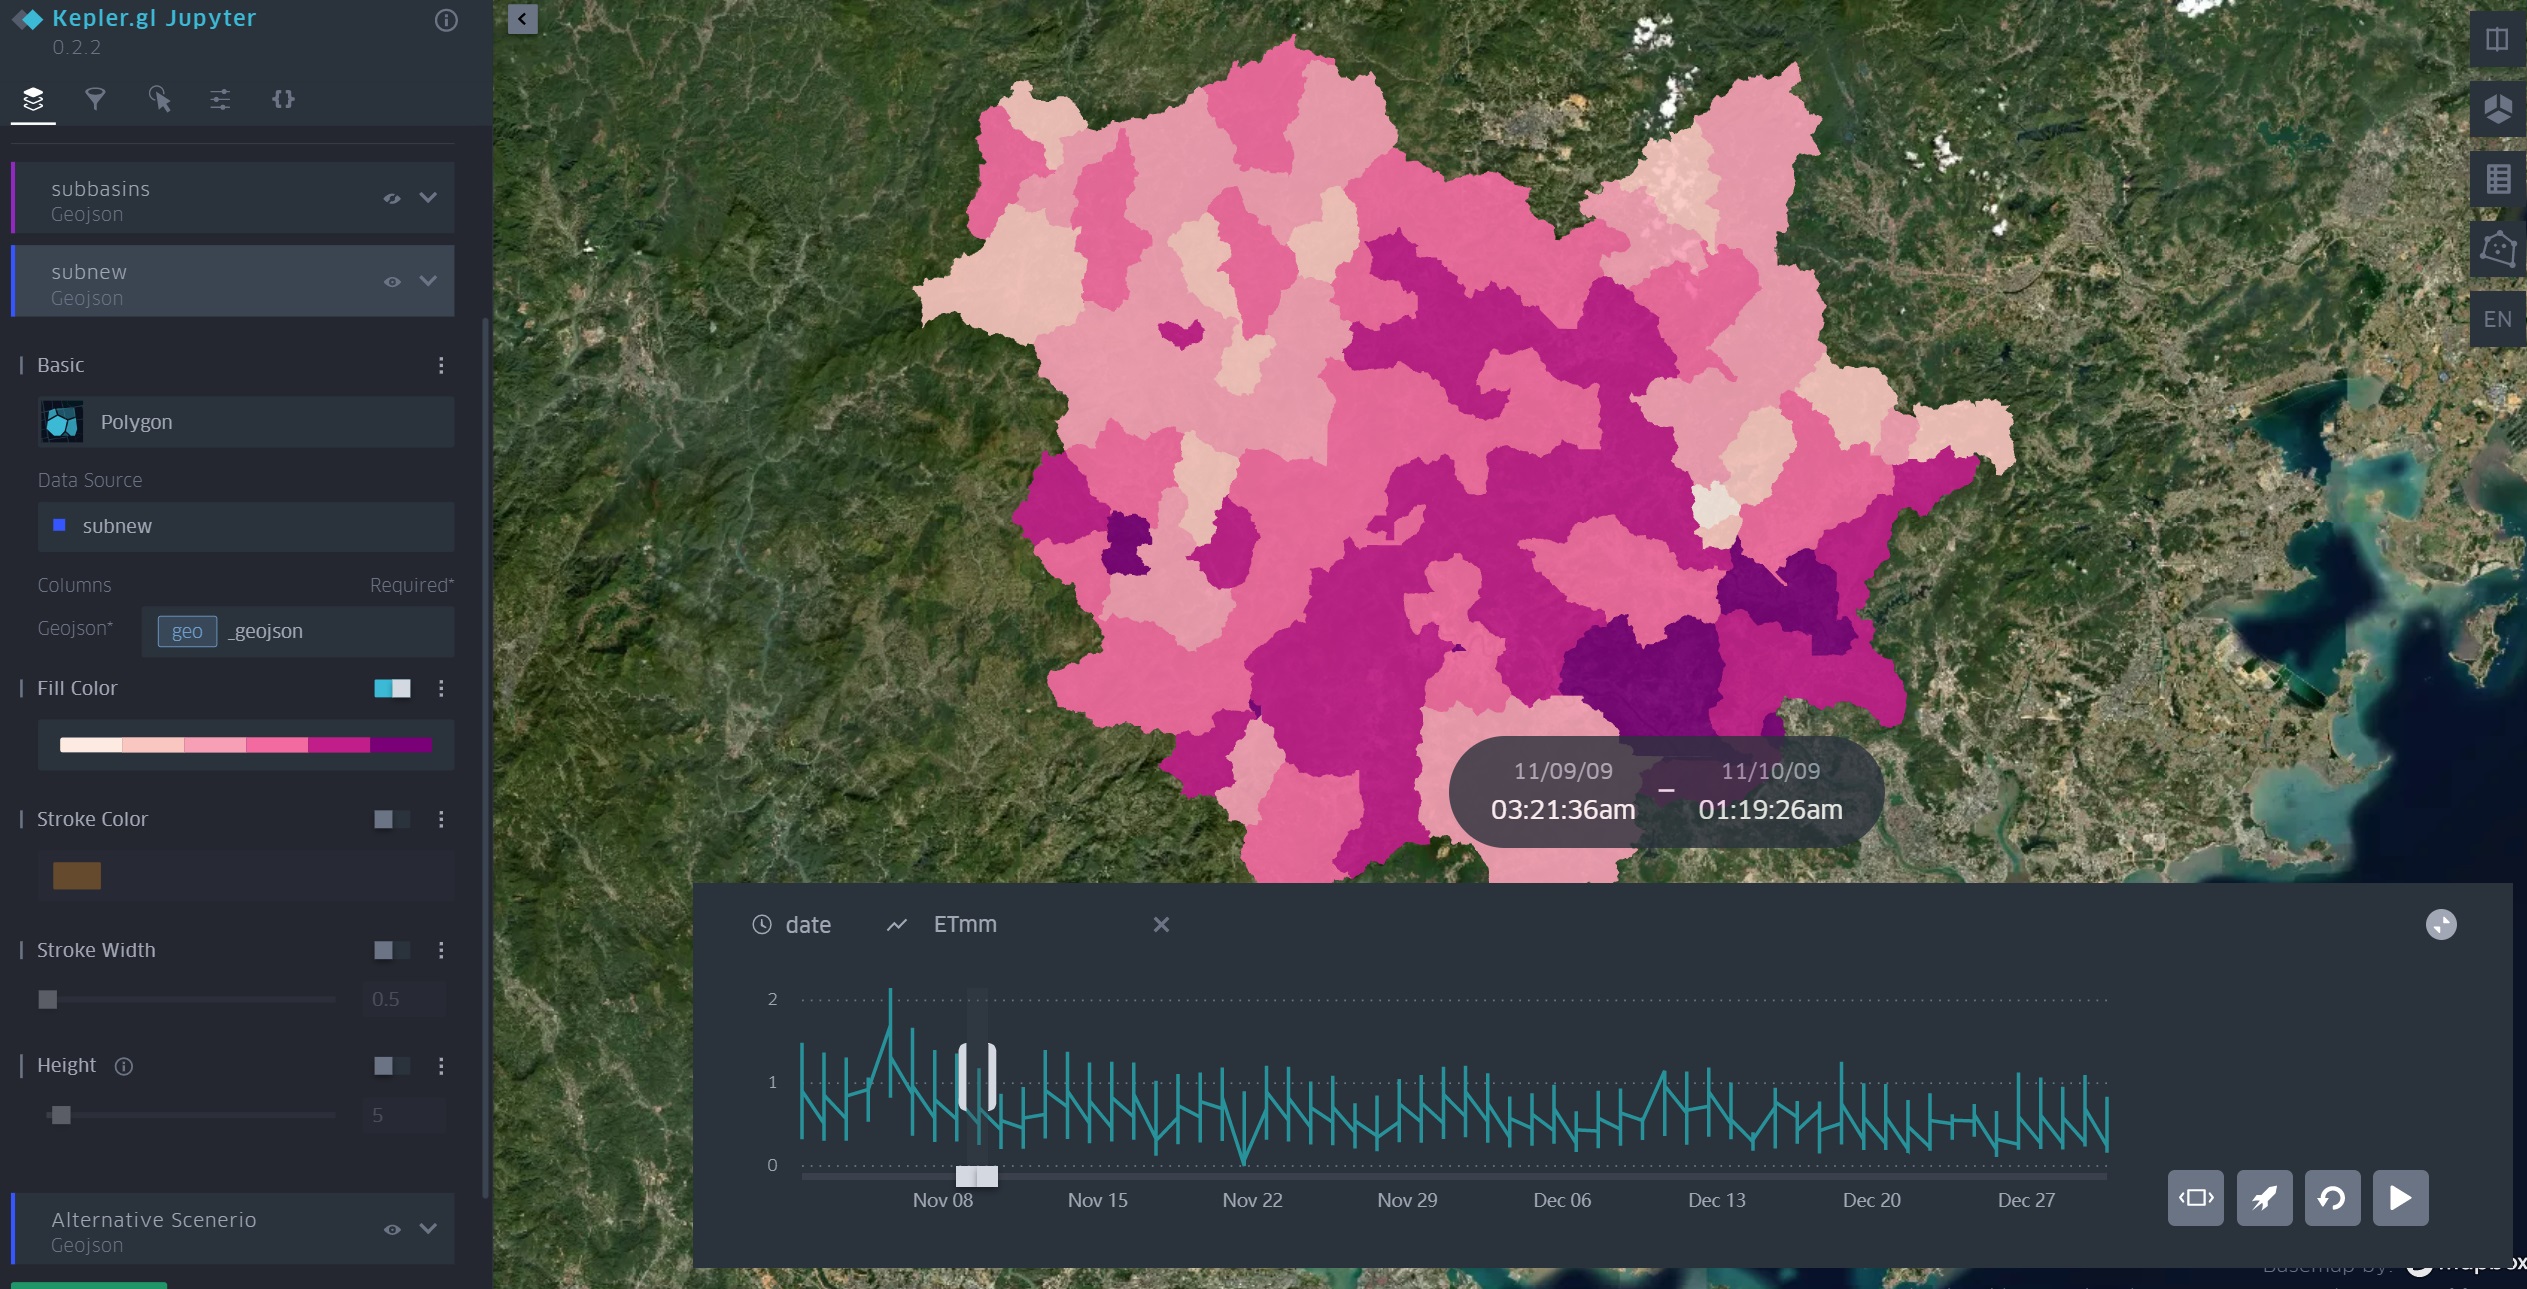 Kepler.gl Jupyter
0.2.2
subbasins
Geojson
subnew
Geojson
Basic
Polygon
Data Source
subnew
Columns Required*
Geojson* geo _geojson
Fill Color
Stroke Color
Stroke Width
0.5
Height
5
Alternative Scenerio
Geojson
EN
11/09/09 – 11/10/09
03:21:36am 01:19:26am
date ETmm
2
1
0
Nov 08 Nov 15 Nov 22 Nov 29 Dec 06 Dec 13 Dec 20 Dec 27
Basemap by: mapbox